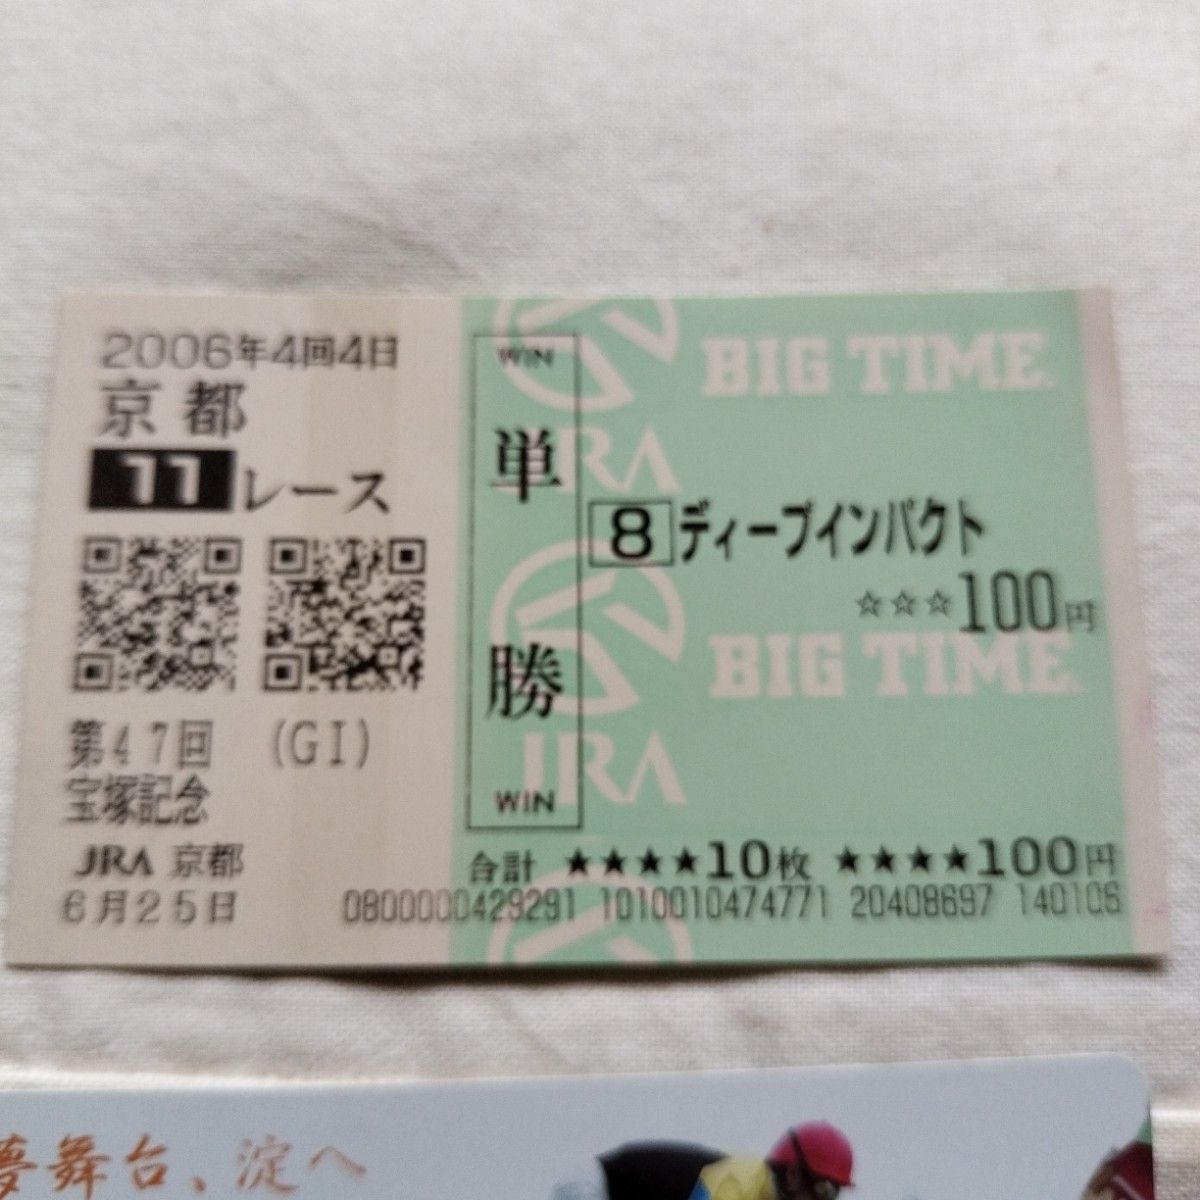 2006年4回4日
京都
11レース
第47回 (GI)
宝塚記念
JRA 京都
6月25日
WIN
単勝
WIN
BIG TIME
JRA
8 ディープインパクト
☆☆☆100円
BIG TIME
JRA
合計 ★★★★10枚 ★★★★100円
0800000429291 1010010474771 20408697 140106
夢舞台、淀へ